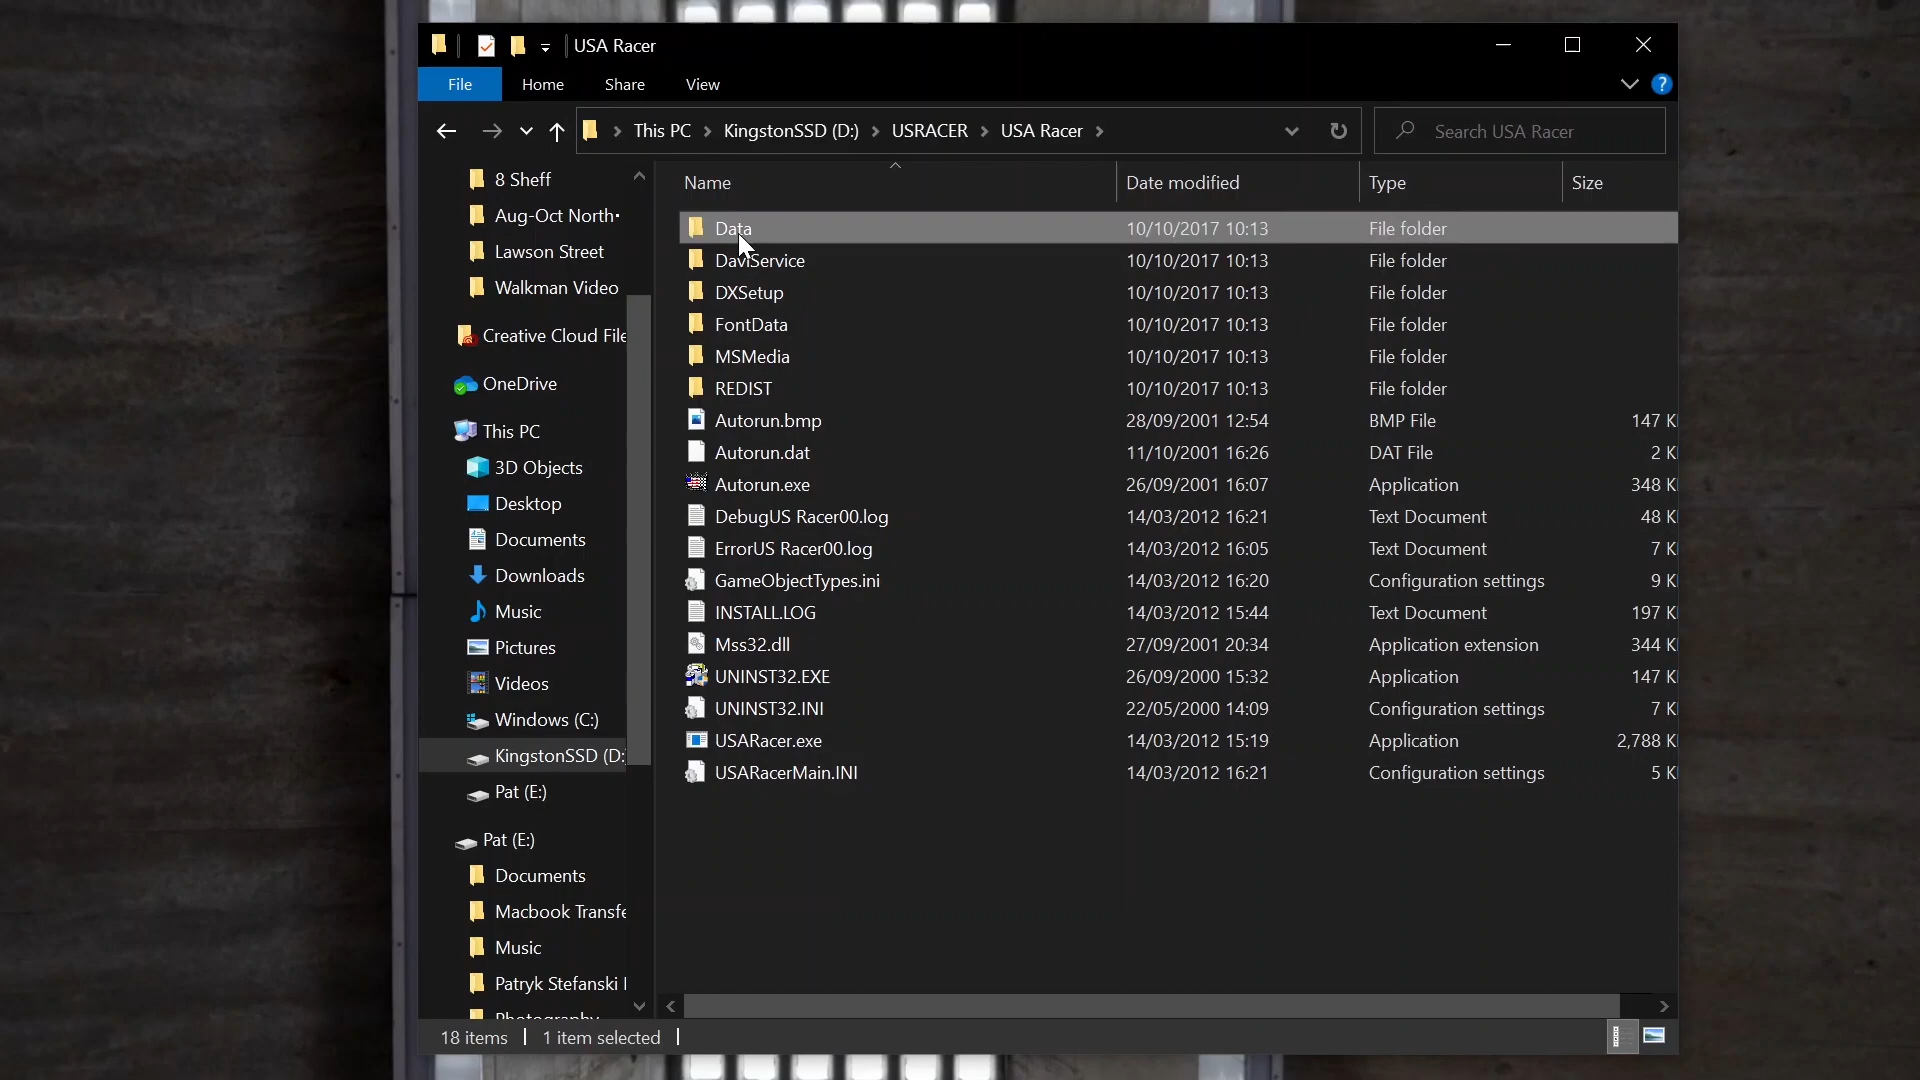 USA Racer
File Home Share View
This PC KingstonSSD (D:) USRACER USA Racer
Search USA Racer
8 Sheff
Aug-Oct North
Lawson Street
Walkman Video
Creative Cloud File
OneDrive
This PC
3D Objects
Desktop
Documents
Downloads
Music
Pictures
Videos
Windows (C:)
KingstonSSD (D:
Pat (E:)
Pat (E:)
Documents
Macbook Transfe
Music
Patryk Stefanski
Photography
Name Date modified Type Size
Data 10/10/2017 10:13 File folder
DaviService 10/10/2017 10:13 File folder
DXSetup 10/10/2017 10:13 File folder
FontData 10/10/2017 10:13 File folder
MSMedia 10/10/2017 10:13 File folder
REDIST 10/10/2017 10:13 File folder
Autorun.bmp 28/09/2001 12:54 BMP File 147 K
Autorun.dat 11/10/2001 16:26 DAT File 2 K
Autorun.exe 26/09/2001 16:07 Application 348 K
DebugUS Racer00.log 14/03/2012 16:21 Text Document 48 K
ErrorUS Racer00.log 14/03/2012 16:05 Text Document 7 K
GameObjectTypes.ini 14/03/2012 16:20 Configuration settings 9 K
INSTALL.LOG 14/03/2012 15:44 Text Document 197 K
Mss32.dll 27/09/2001 20:34 Application extension 344 K
UNINST32.EXE 26/09/2000 15:32 Application 147 K
UNINST32.INI 22/05/2000 14:09 Configuration settings 7 K
USARacer.exe 14/03/2012 15:19 Application 2,788 K
USARacerMain.INI 14/03/2012 16:21 Configuration settings 5 K
18 items 1 item selected